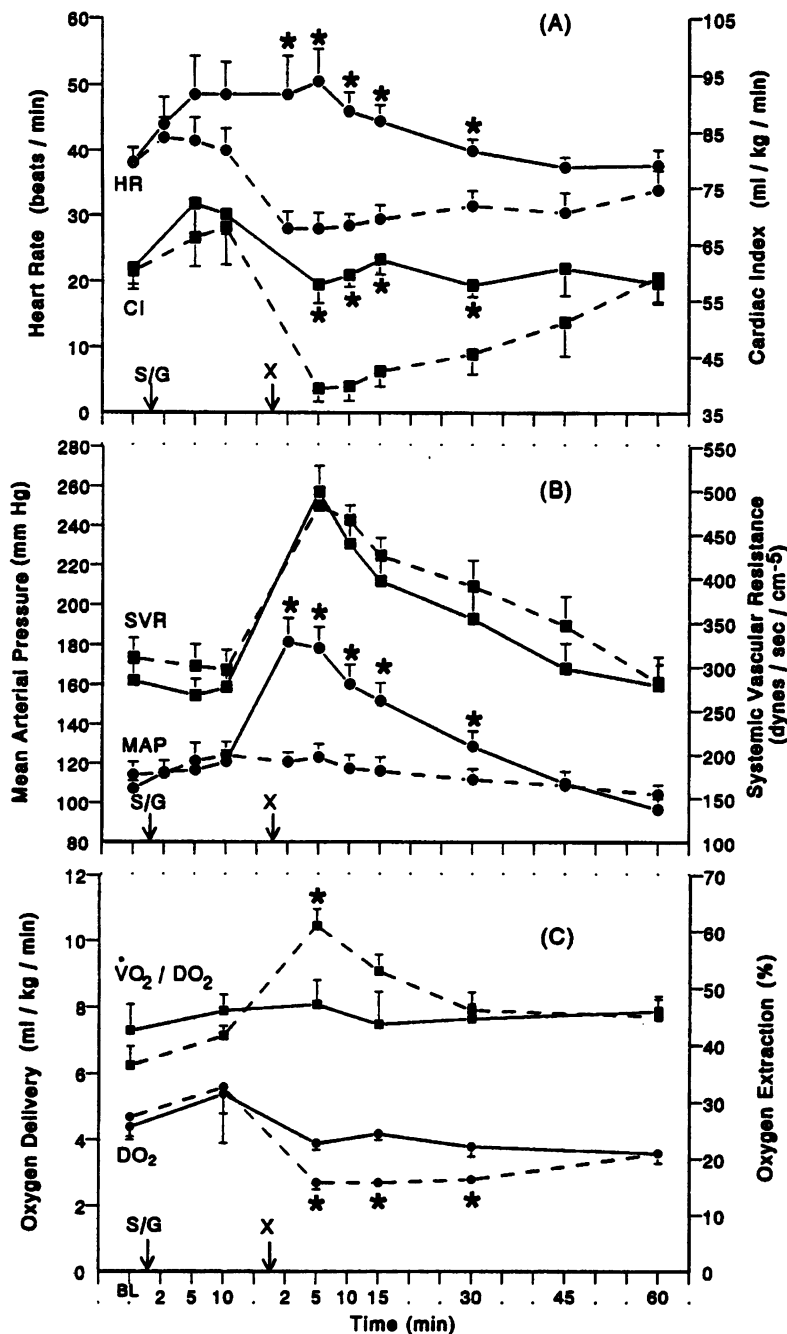 (A)
Heart Rate (beats / min)
60
50
40
30
20
10
0
HR
CI
S/G
X
* * * * *
* * * *
105
95
85
75
65
55
45
35
Cardiac Index (ml / kg / min)
(B)
Mean Arterial Pressure (mm Hg)
280
260
240
220
200
180
160
140
120
100
80
SVR
MAP
S/G
X
* * * * *
550
500
450
400
350
300
250
200
150
100
Systemic Vascular Resistance
(dynes / sec / cm-5)
(C)
Oxygen Delivery (ml / kg / min)
12
10
8
6
4
2
0
V̇O₂ / DO₂
DO₂
S/G
X
*
* * *
70
60
50
40
30
20
10
0
Oxygen Extraction (%)
BL 2 5 10 2 5 10 15 30 45 60
Time (min)